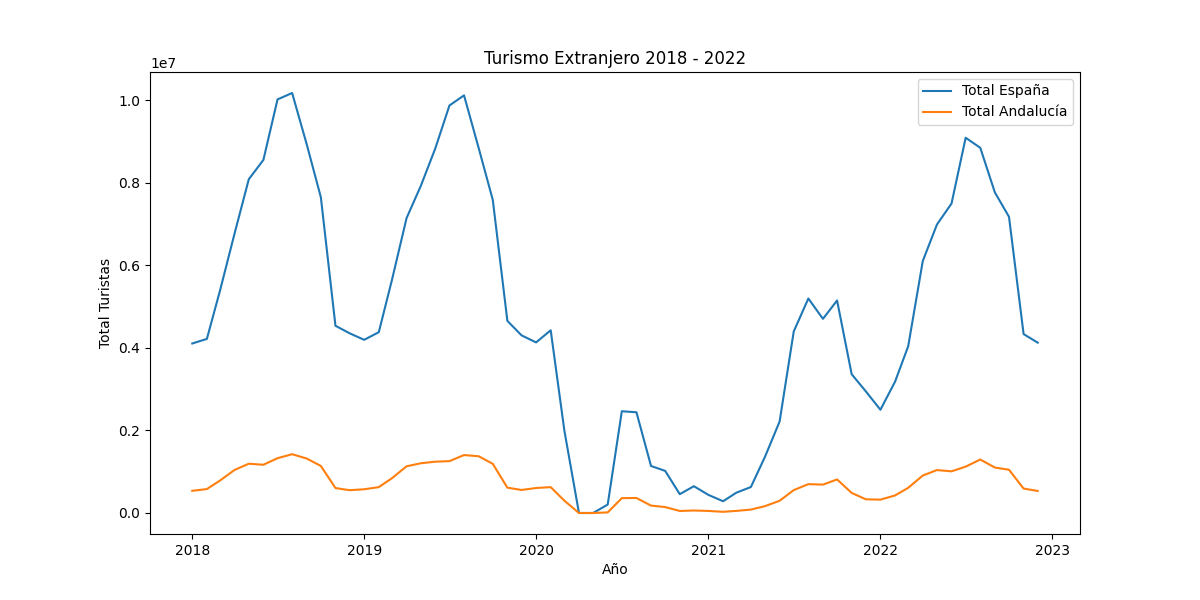 Turismo Extranjero 2018 - 2022
1e7
Total España
Total Andalucía
1.0
0.8
0.6
0.4
0.2
0.0
Total Turistas
2018 2019 2020 2021 2022 2023
Año